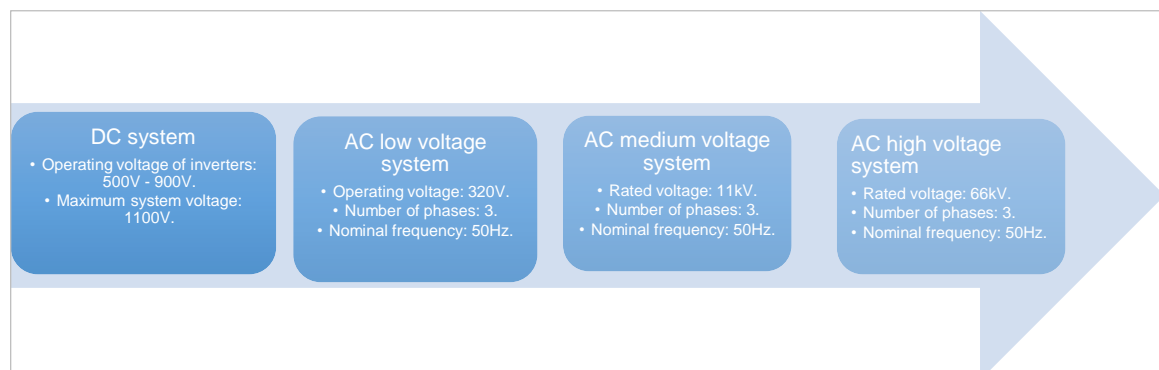 DC system
• Operating voltage of inverters:
500V - 900V.
• Maximum system voltage:
1100V.
AC low voltage
system
• Operating voltage: 320V.
• Number of phases: 3.
• Nominal frequency: 50Hz.
AC medium voltage
system
• Rated voltage: 11kV.
• Number of phases: 3.
• Nominal frequency: 50Hz.
AC high voltage
system
• Rated voltage: 66kV.
• Number of phases: 3.
• Nominal frequency: 50Hz.